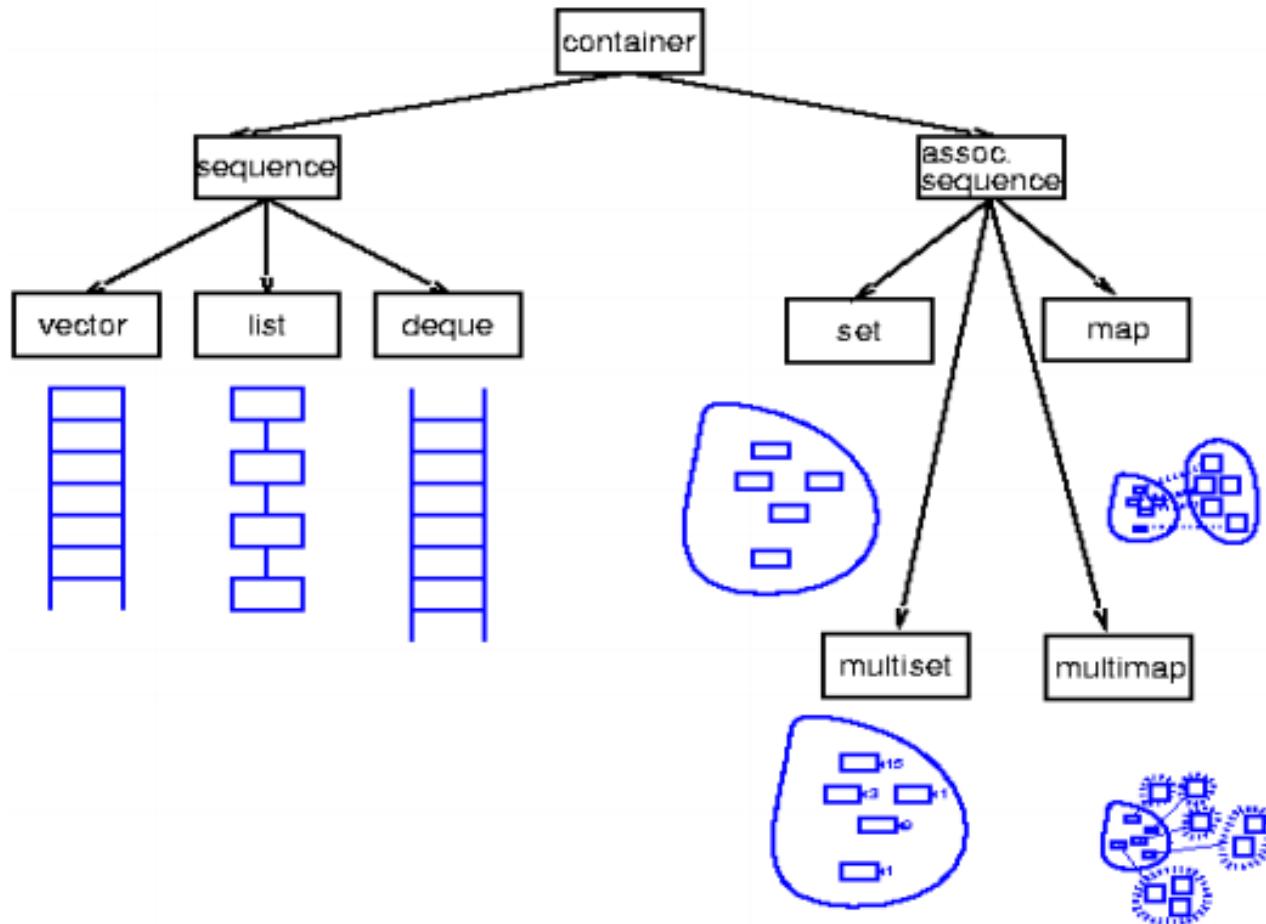 container
sequence
assoc.
sequence
vector
list
deque
set
map
multiset
multimap